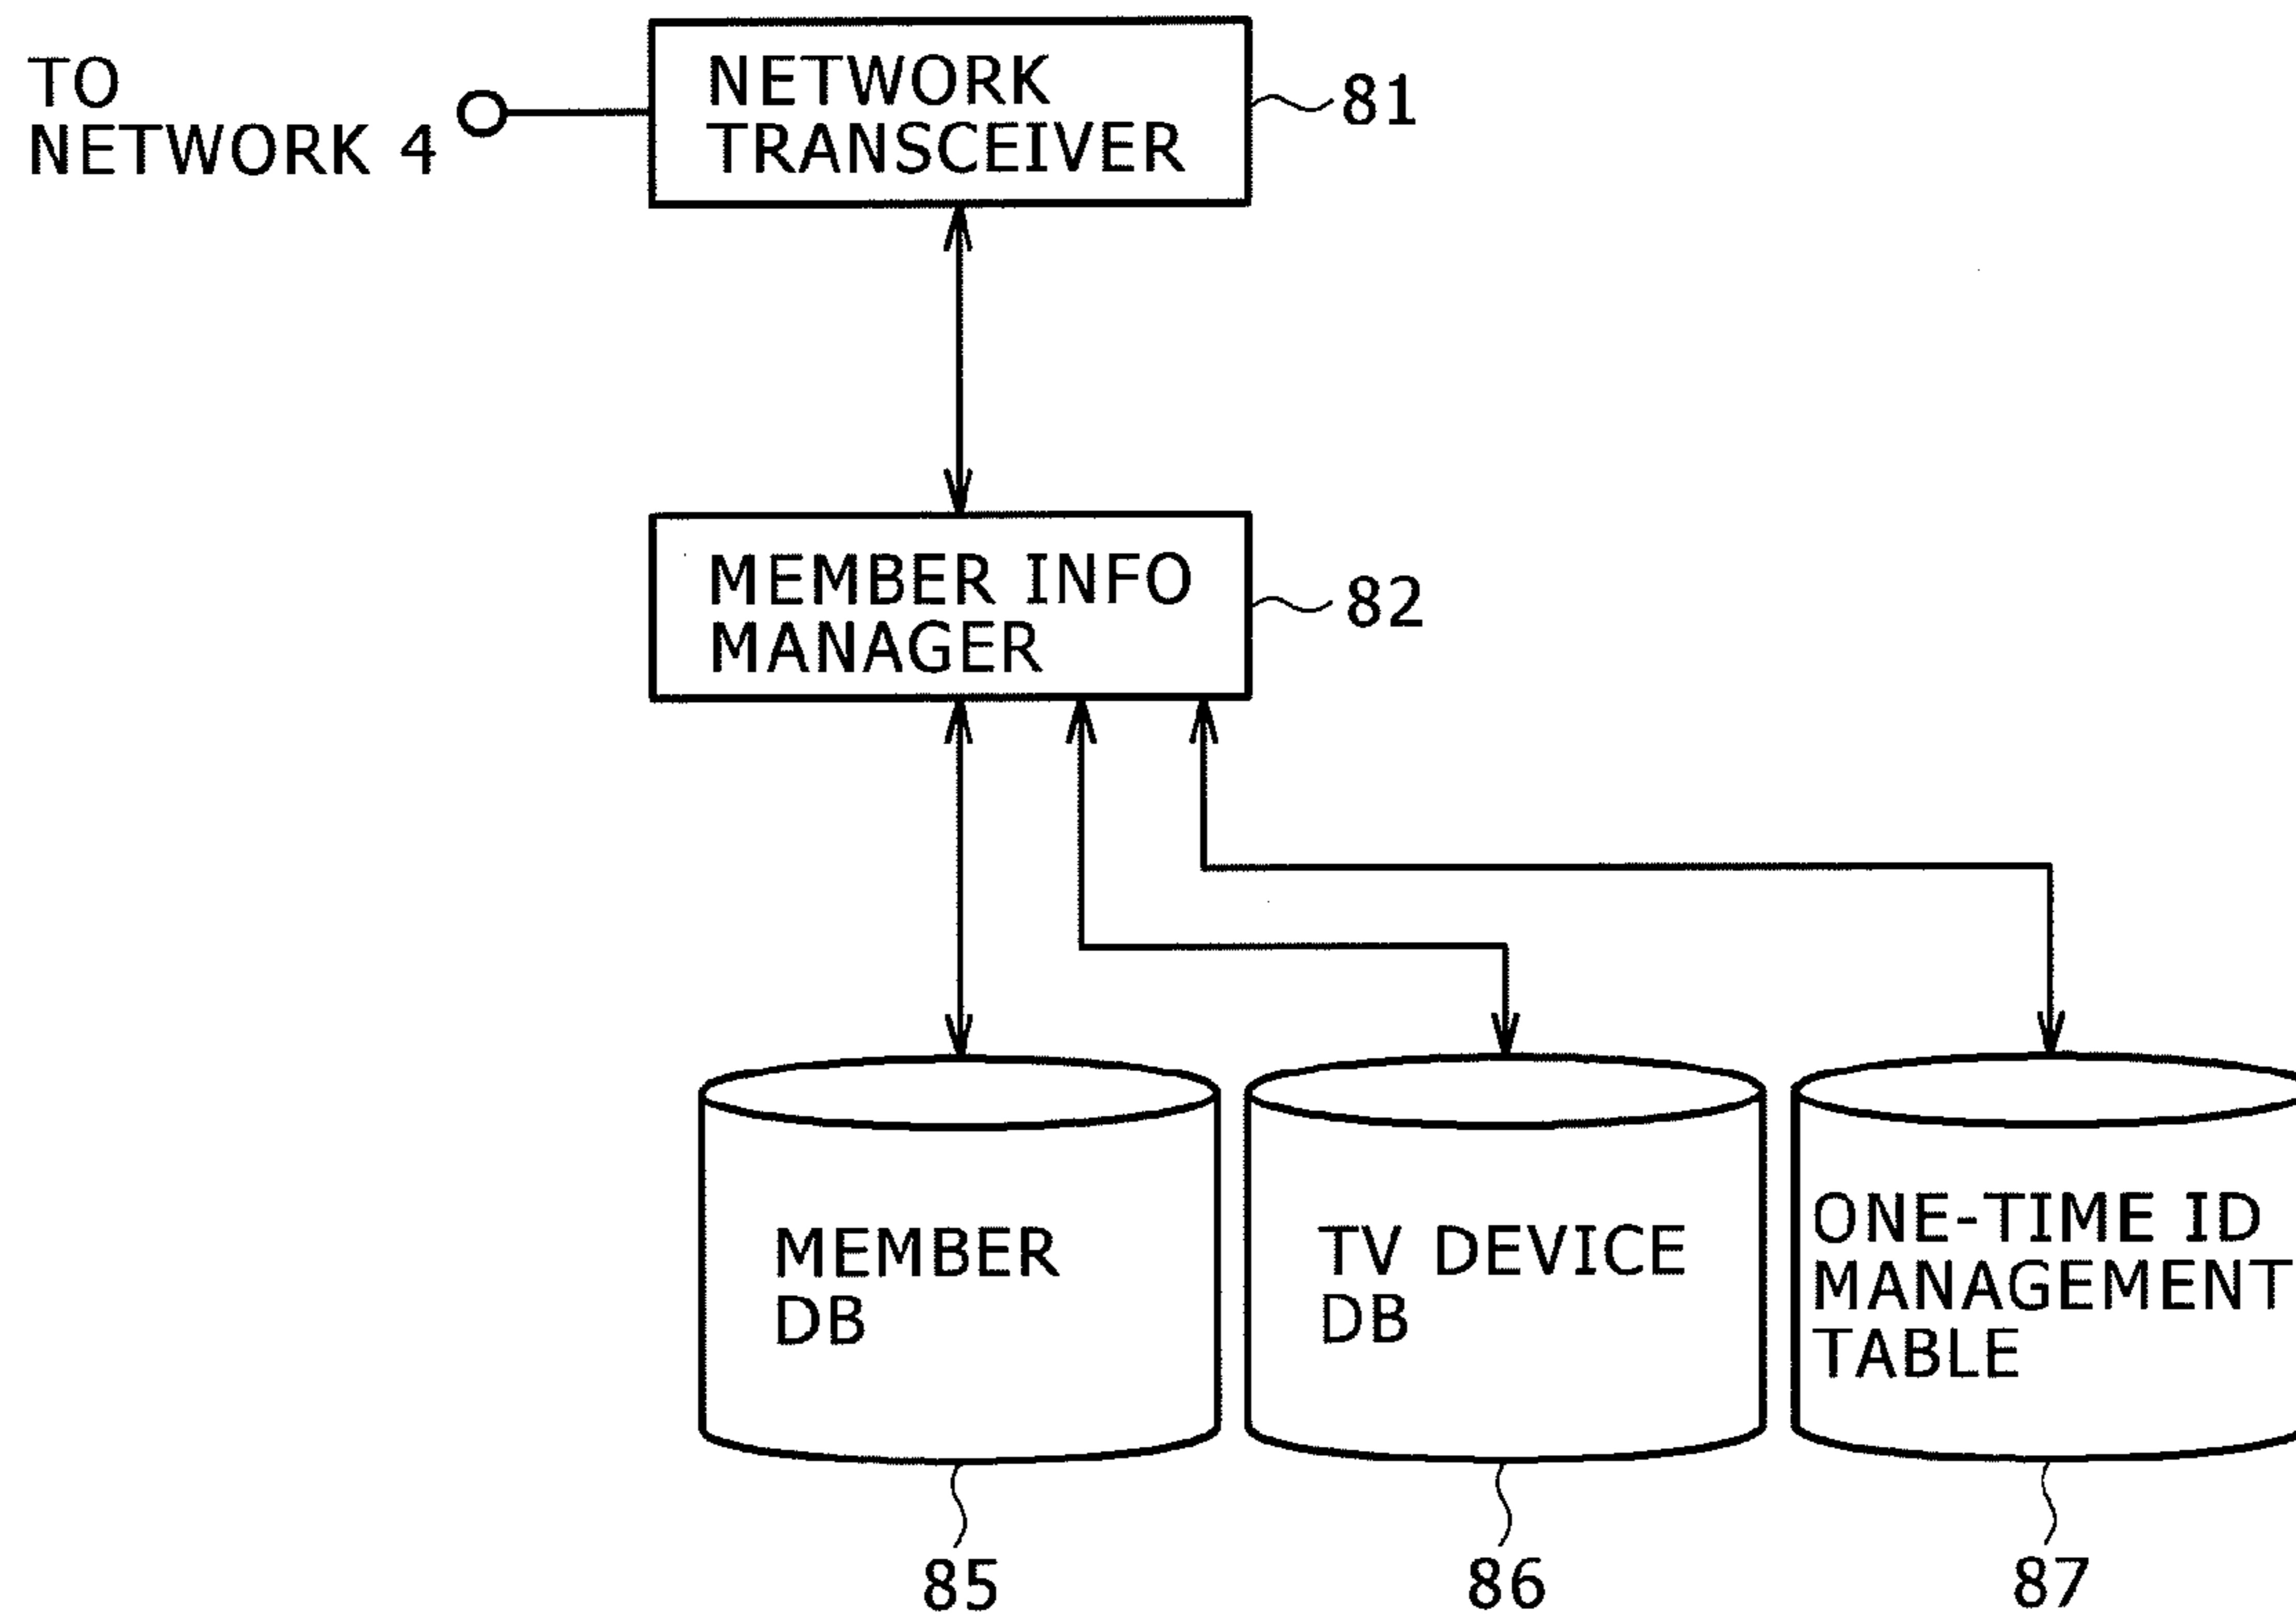 TO
NETWORK 4
NETWORK
TRANSCEIVER
81
MEMBER INFO
MANAGER
82
MEMBER
DB
TV DEVICE
DB
ONE-TIME ID
MANAGEMENT
TABLE
85
86
87